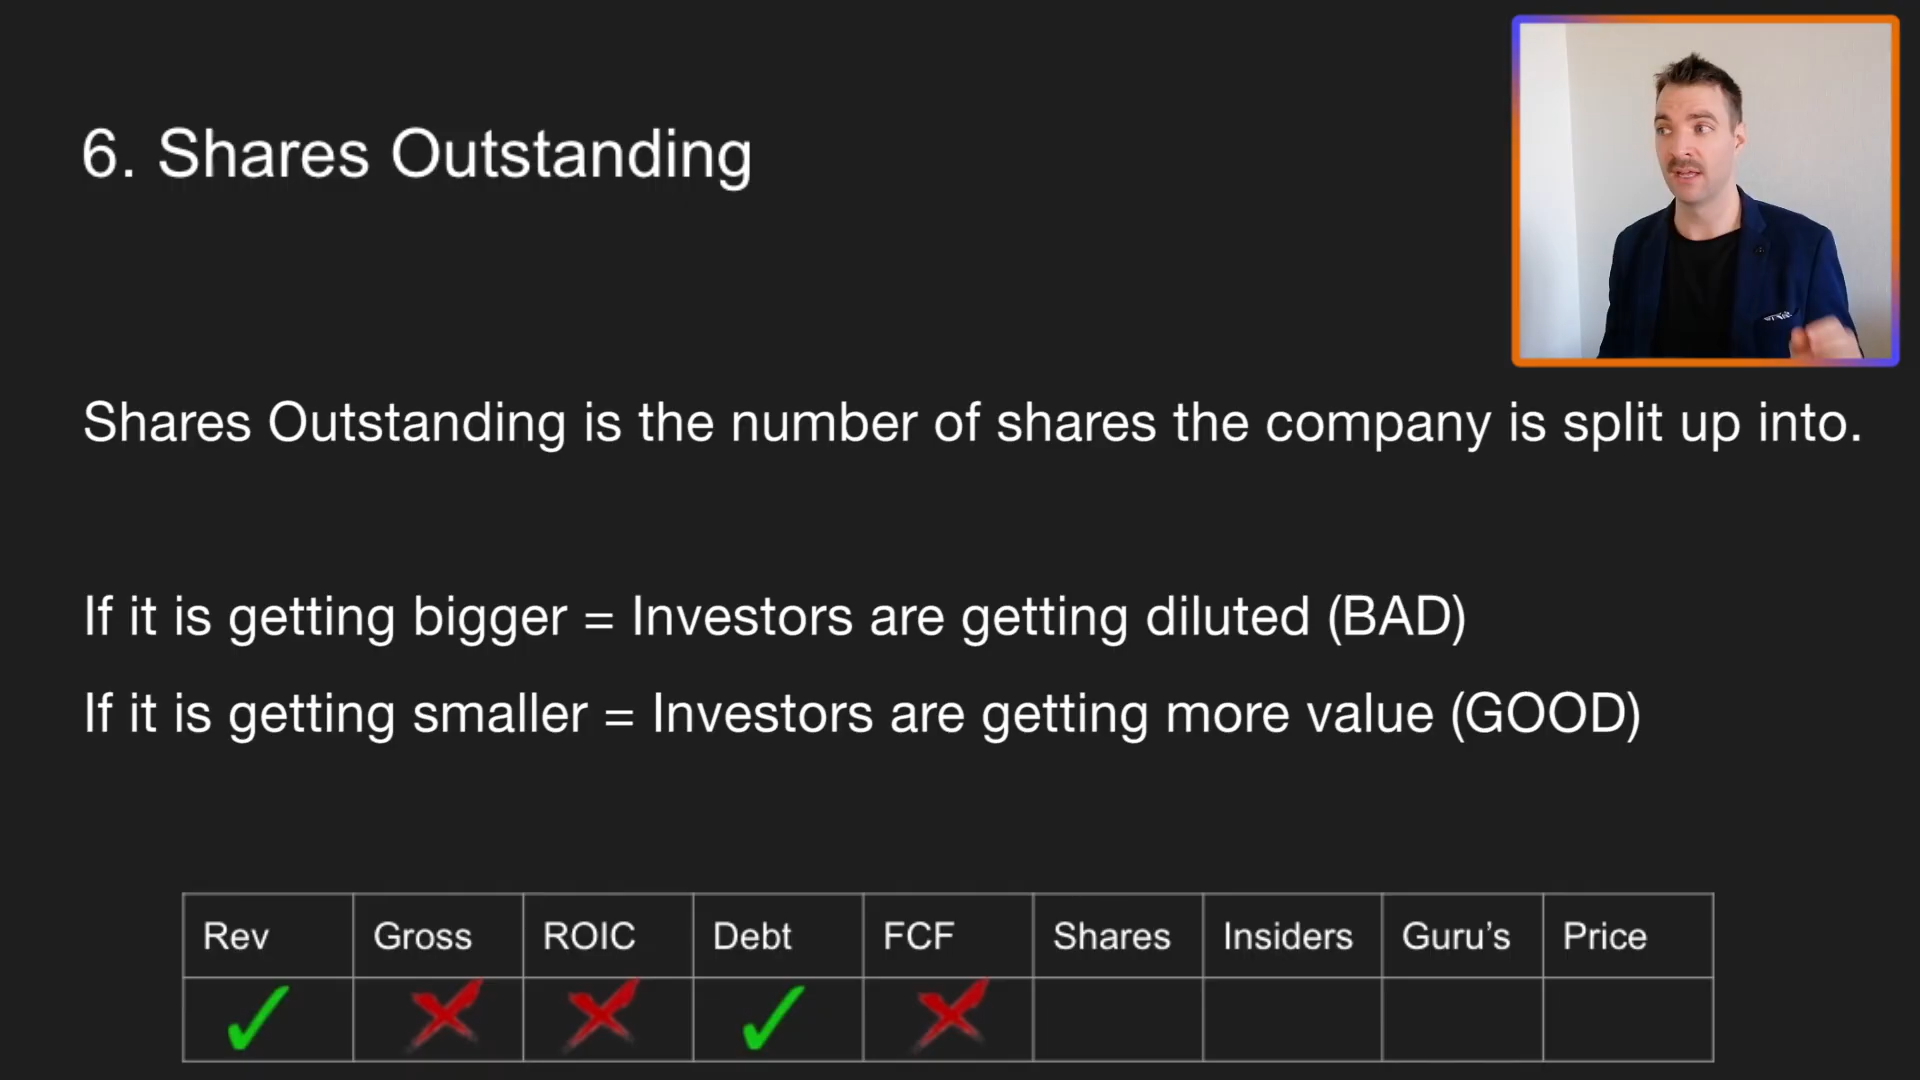 6. Shares Outstanding
Shares Outstanding is the number of shares the company is split up into.
If it is getting bigger = Investors are getting diluted (BAD)
If it is getting smaller = Investors are getting more value (GOOD)
Rev Gross ROIC Debt FCF Shares Insiders Guru’s Price